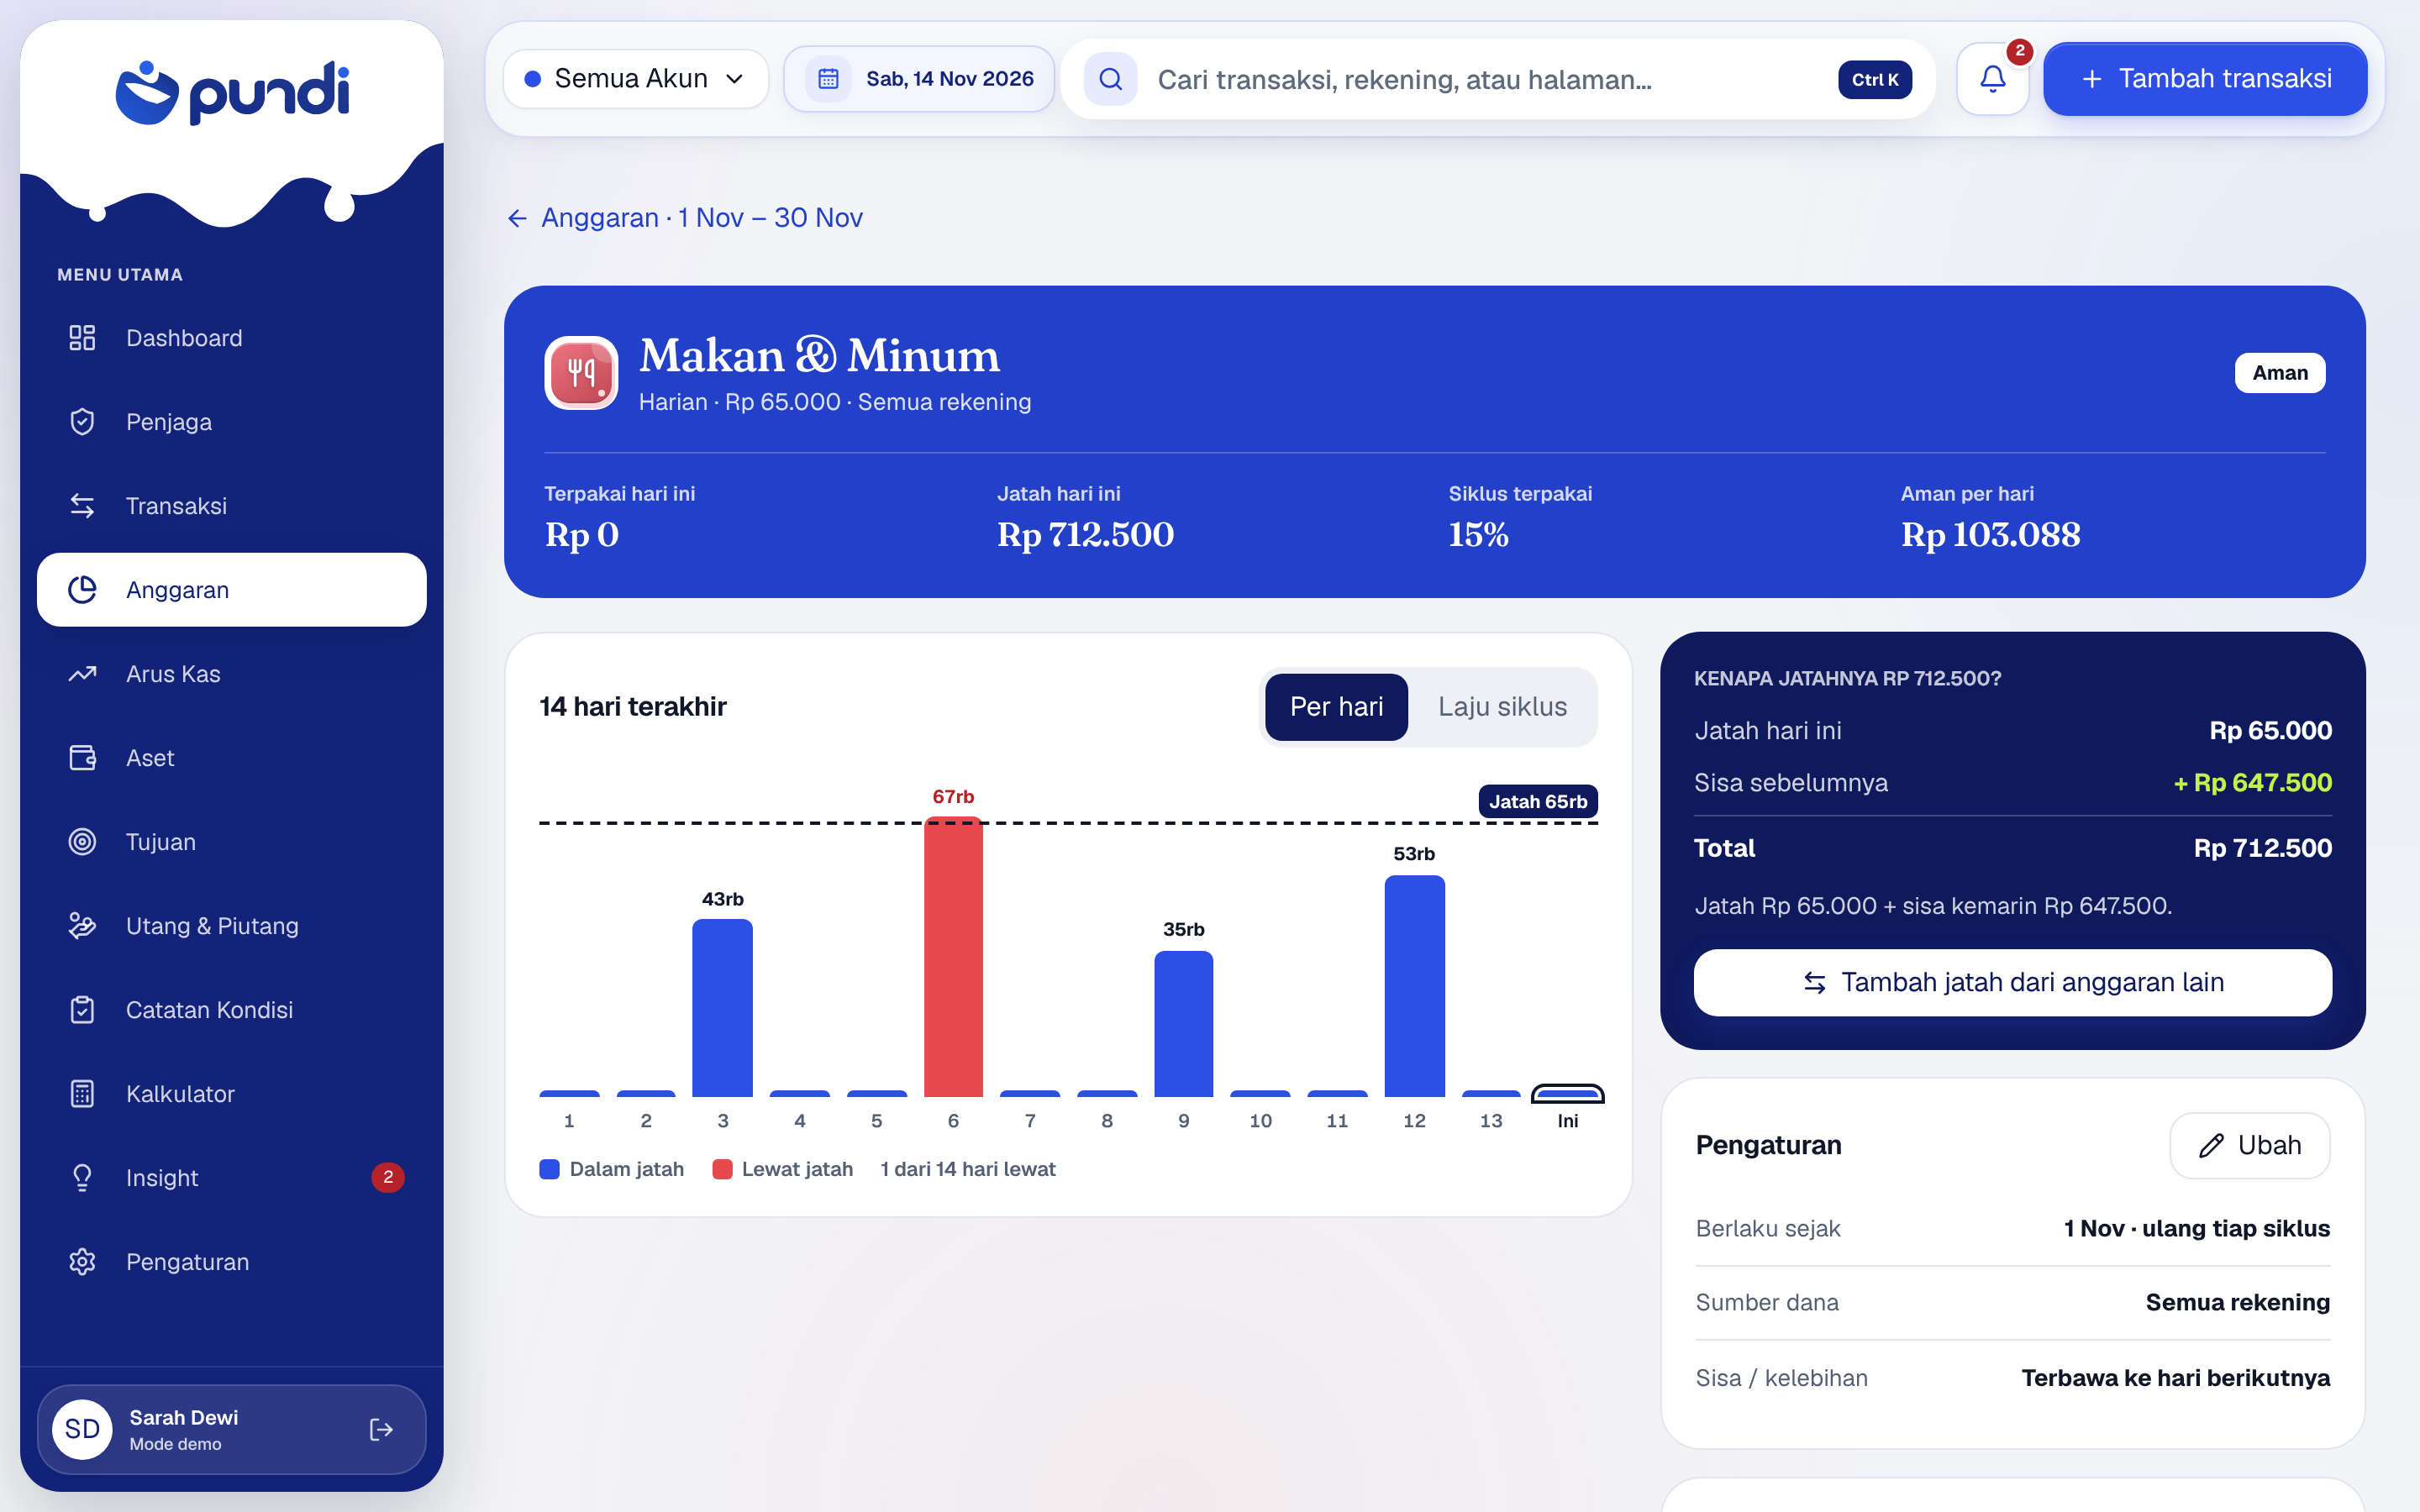 pundi
MENU UTAMA
Dashboard
Penjaga
Transaksi
Anggaran
Arus Kas
Aset
Tujuan
Utang & Piutang
Catatan Kondisi
Kalkulator
Insight 2
Pengaturan
SD
Sarah Dewi
Mode demo
Semua Akun
Sab, 14 Nov 2026
Cari transaksi, rekening, atau halaman...
Ctrl K
2
Tambah transaksi
Anggaran · 1 Nov – 30 Nov
Makan & Minum
Harian · Rp 65.000 · Semua rekening
Aman
Terpakai hari ini
Rp 0
Jatah hari ini
Rp 712.500
Siklus terpakai
15%
Aman per hari
Rp 103.088
14 hari terakhir
Per hari
Laju siklus
67rb
Jatah 65rb
53rb
43rb
35rb
1 2 3 4 5 6 7 8 9 10 11 12 13 Ini
Dalam jatah
Lewat jatah
1 dari 14 hari lewat
KENAPA JATAHNYA RP 712.500?
Jatah hari ini Rp 65.000
Sisa sebelumnya + Rp 647.500
Total Rp 712.500
Jatah Rp 65.000 + sisa kemarin Rp 647.500.
Tambah jatah dari anggaran lain
Pengaturan
Ubah
Berlaku sejak 1 Nov · ulang tiap siklus
Sumber dana Semua rekening
Sisa / kelebihan Terbawa ke hari berikutnya